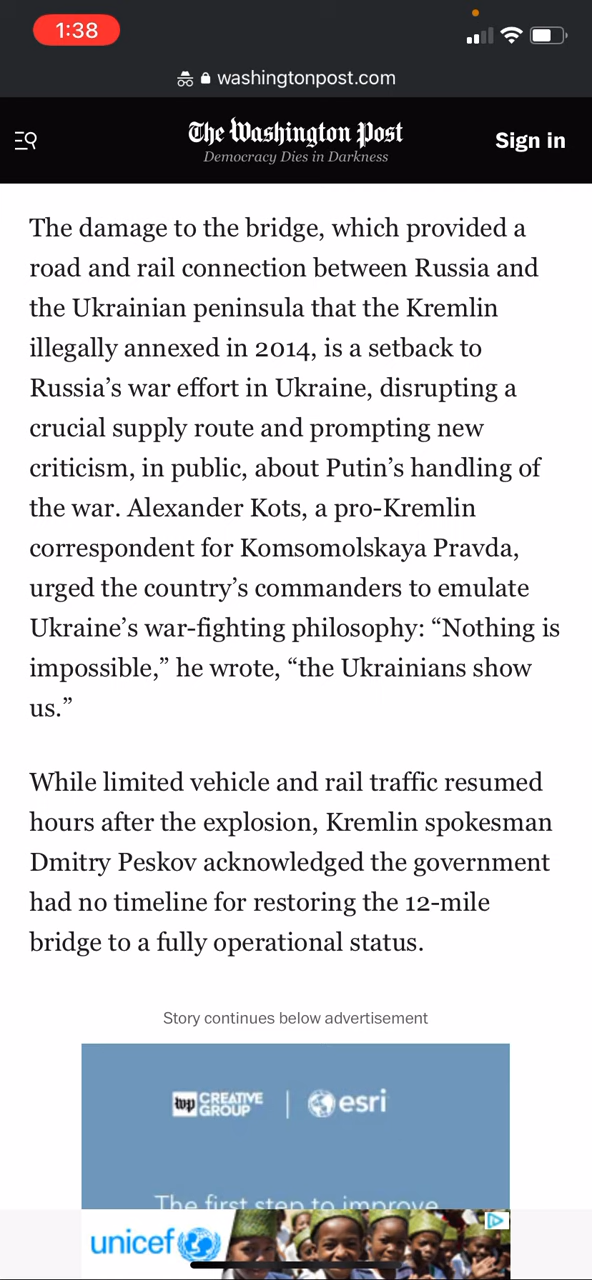 1:38
washingtonpost.com
The Washington Post
Democracy Dies in Darkness
Sign in
The damage to the bridge, which provided a
road and rail connection between Russia and
the Ukrainian peninsula that the Kremlin
illegally annexed in 2014, is a setback to
Russia’s war effort in Ukraine, disrupting a
crucial supply route and prompting new
criticism, in public, about Putin’s handling of
the war. Alexander Kots, a pro-Kremlin
correspondent for Komsomolskaya Pravda,
urged the country’s commanders to emulate
Ukraine’s war-fighting philosophy: “Nothing is
impossible,” he wrote, “the Ukrainians show
us.”
While limited vehicle and rail traffic resumed
hours after the explosion, Kremlin spokesman
Dmitry Peskov acknowledged the government
had no timeline for restoring the 12-mile
bridge to a fully operational status.
Story continues below advertisement
wp CREATIVE GROUP | esri
The first step to improve
unicef